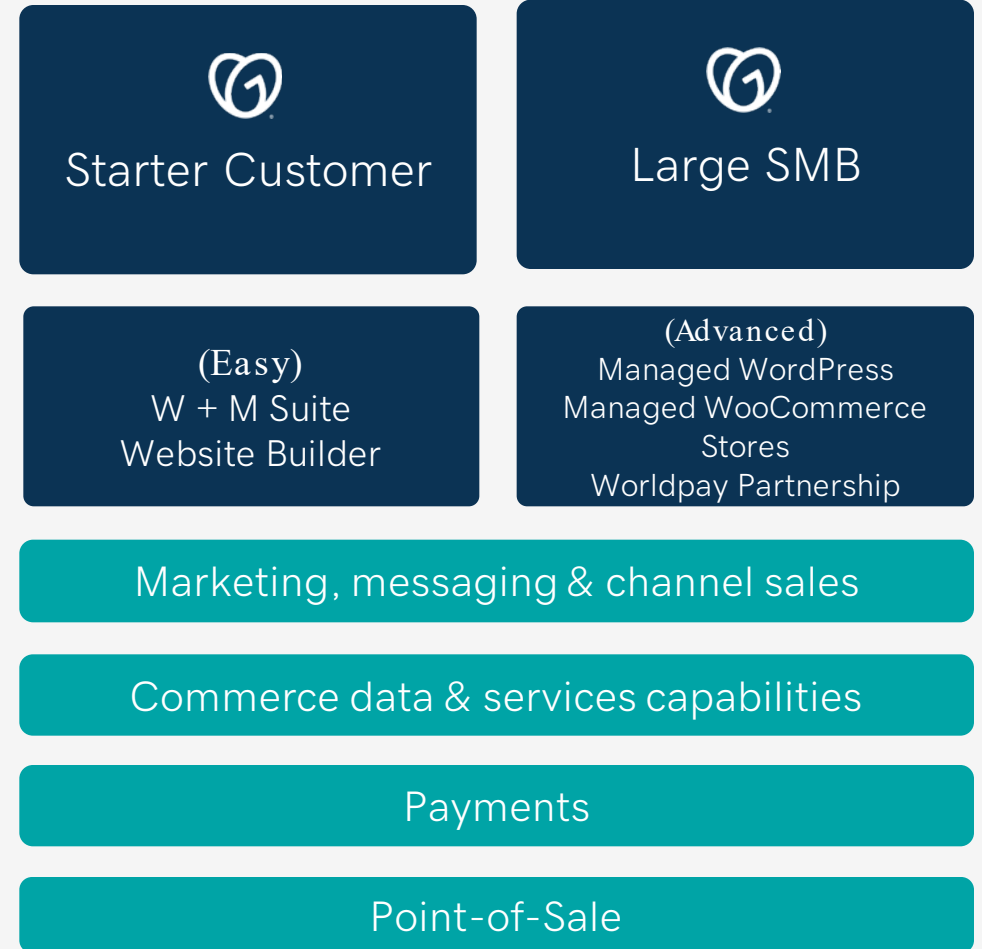 Starter Customer
Large SMB
(Easy)
W + M Suite
Website Builder
(Advanced)
Managed WordPress
Managed WooCommerce
Stores
Worldpay Partnership
Marketing, messaging & channel sales
Commerce data & services capabilities
Payments
Point-of-Sale